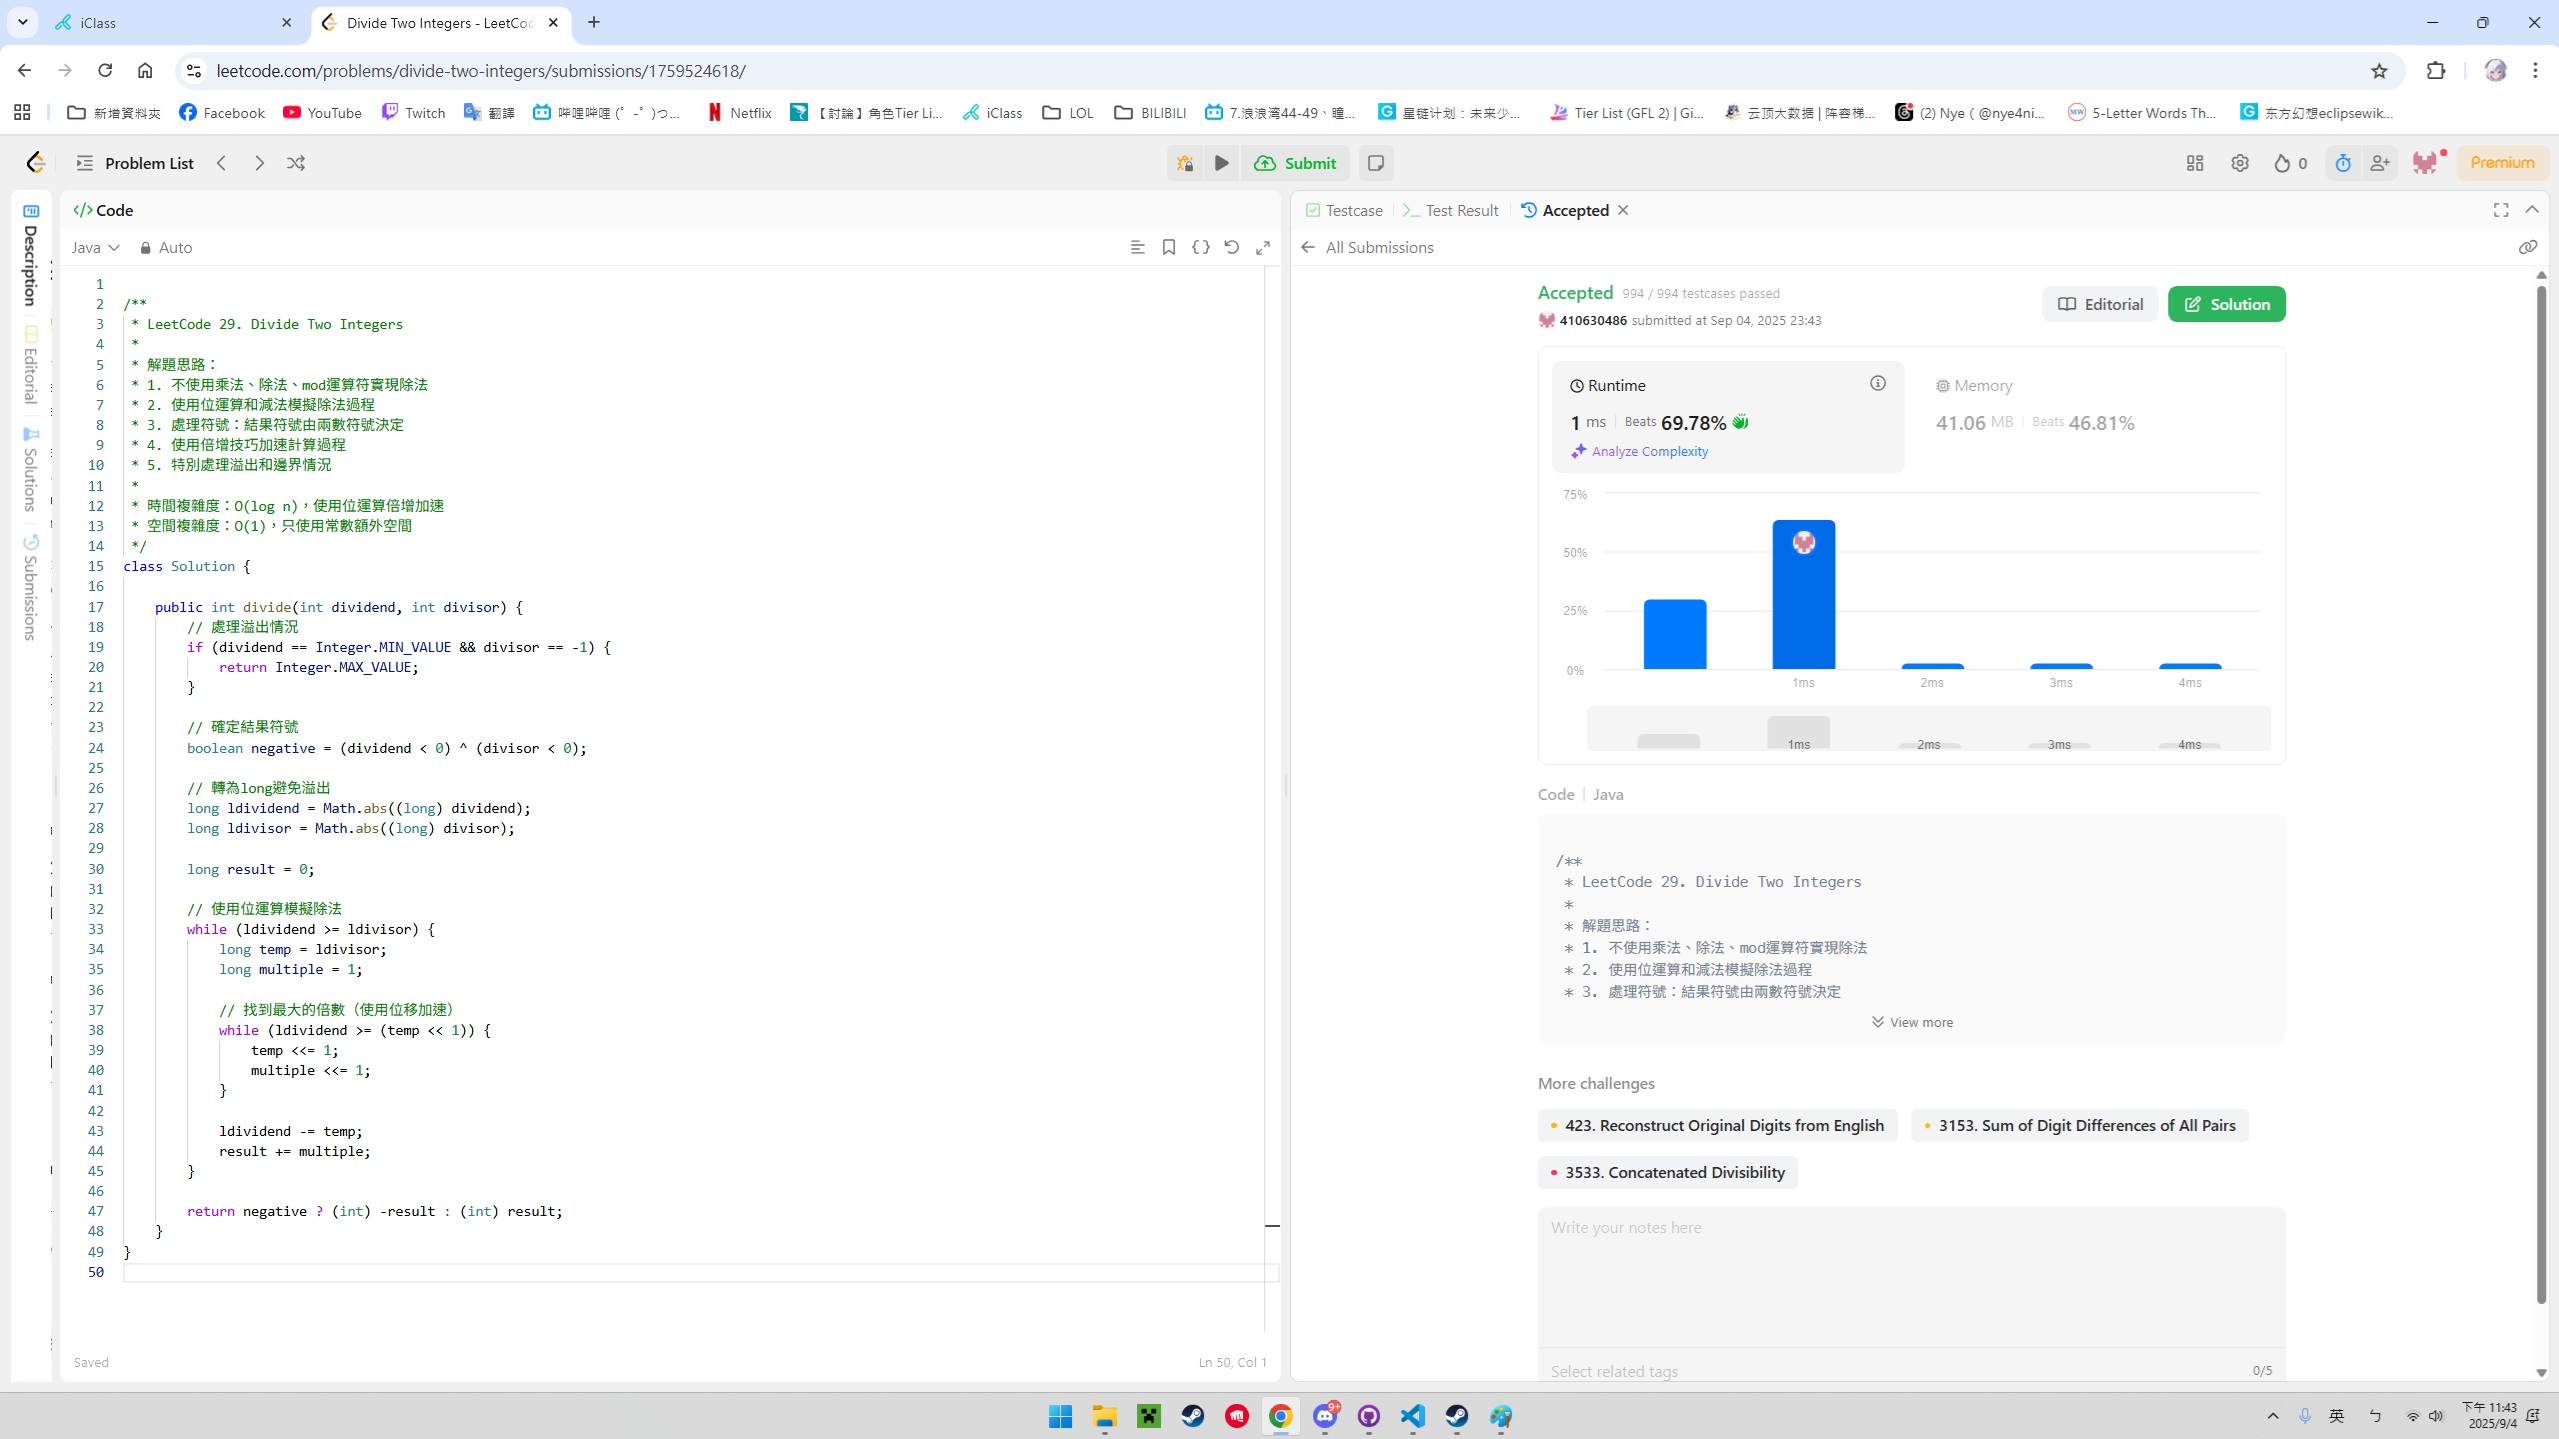 iClass
Divide Two Integers - LeetCod
leetcode.com/problems/divide-two-integers/submissions/1759524618/
新增資料夾
Facebook
YouTube
Twitch
翻譯
哔哩哔哩 (゜-゜)つ...
Netflix
【討論】角色Tier Li...
iClass
LOL
BILIBILI
7.浪浪湾44-49、瞳...
星链计划：未来少...
Tier List (GFL 2) | Gi...
云顶大数据 | 阵容梯...
(2) Nye ( @nye4ni...
5-Letter Words Th...
东方幻想eclipsewik...
Problem List
Submit
0
Premium
Description
Editorial
Solutions
Submissions
Code
Java
Auto
1
2 /**
3 * LeetCode 29. Divide Two Integers
4 *
5 * 解題思路：
6 * 1. 不使用乘法、除法、mod運算符實現除法
7 * 2. 使用位運算和減法模擬除法過程
8 * 3. 處理符號：結果符號由兩數符號決定
9 * 4. 使用倍增技巧加速計算過程
10 * 5. 特別處理溢出和邊界情況
11 *
12 * 時間複雜度：O(log n)，使用位運算倍增加速
13 * 空間複雜度：O(1)，只使用常數額外空間
14 */
15 class Solution {
16
17 public int divide(int dividend, int divisor) {
18 // 處理溢出情況
19 if (dividend == Integer.MIN_VALUE && divisor == -1) {
20 return Integer.MAX_VALUE;
21 }
22
23 // 確定結果符號
24 boolean negative = (dividend < 0) ^ (divisor < 0);
25
26 // 轉為long避免溢出
27 long ldividend = Math.abs((long) dividend);
28 long ldivisor = Math.abs((long) divisor);
29
30 long result = 0;
31
32 // 使用位運算模擬除法
33 while (ldividend >= ldivisor) {
34 long temp = ldivisor;
35 long multiple = 1;
36
37 // 找到最大的倍數（使用位移加速）
38 while (ldividend >= (temp << 1)) {
39 temp <<= 1;
40 multiple <<= 1;
41 }
42
43 ldividend -= temp;
44 result += multiple;
45 }
46
47 return negative ? (int) -result : (int) result;
48 }
49 }
50
Saved
Ln 50, Col 1
Testcase
Test Result
Accepted
All Submissions
Accepted 994 / 994 testcases passed
410630486 submitted at Sep 04, 2025 23:43
Editorial
Solution
Runtime
1 ms Beats 69.78%
Analyze Complexity
Memory
41.06 MB Beats 46.81%
75%
50%
25%
0%
1ms 2ms 3ms 4ms
1ms 2ms 3ms 4ms
Code Java
/**
* LeetCode 29. Divide Two Integers
*
* 解題思路：
* 1. 不使用乘法、除法、mod運算符實現除法
* 2. 使用位運算和減法模擬除法過程
* 3. 處理符號：結果符號由兩數符號決定
View more
More challenges
423. Reconstruct Original Digits from English
3153. Sum of Digit Differences of All Pairs
3533. Concatenated Divisibility
Write your notes here
Select related tags
0/5
9+
英
ㄅ
下午 11:43
2025/9/4